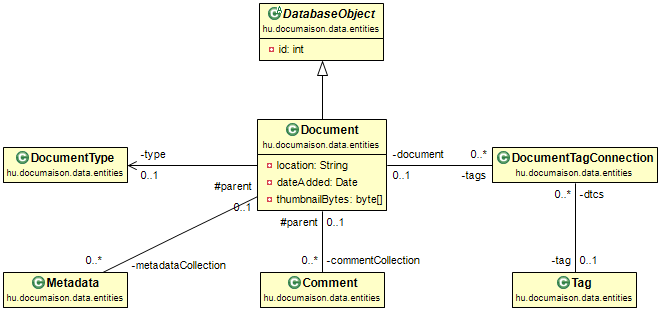 DatabaseObject
hu.documaison.data.entities
id: int
Document
hu.documaison.data.entities
location: String
dateAdded: Date
thumbnailBytes: byte[]
DocumentType
hu.documaison.data.entities
-type
0..1
-document
0..1
0..*
-tags
DocumentTagConnection
hu.documaison.data.entities
#parent
0..1
#parent
0..1
0..*
-dtcs
0..*
-metadataCollection
0..*
-commentCollection
-tag
0..1
Metadata
hu.documaison.data.entities
Comment
hu.documaison.data.entities
Tag
hu.documaison.data.entities